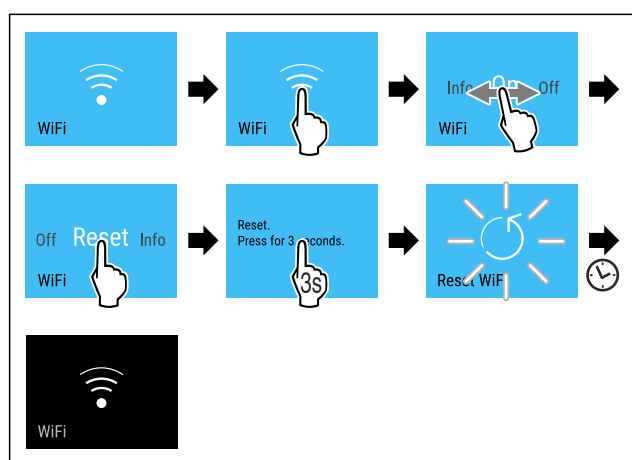 WiFi
WiFi
Info On Off
WiFi
Off Reset Info
WiFi
Reset.
Press for 3 seconds.
3s
Reset WiFi
WiFi